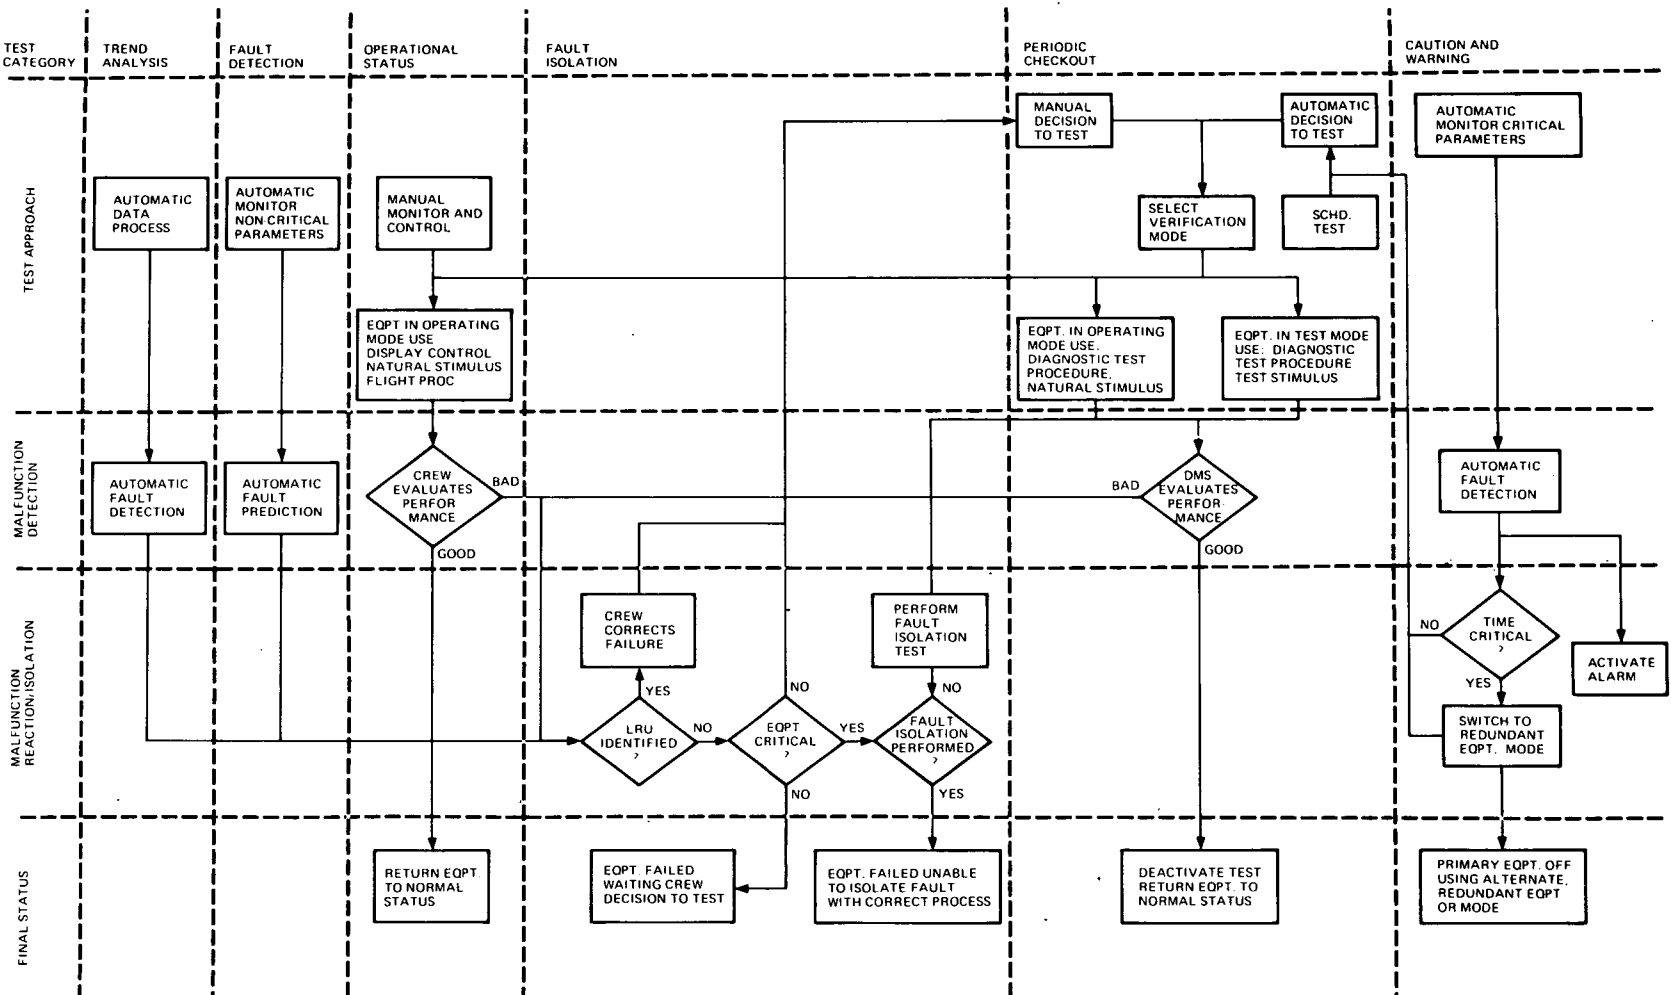 TEST
CATEGORY
TREND
ANALYSIS
FAULT
DETECTION
OPERATIONAL
STATUS
FAULT
ISOLATION
PERIODIC
CHECKOUT
CAUTION AND
WARNING
TEST APPROACH
AUTOMATIC
DATA
PROCESS
AUTOMATIC
MONITOR
NON-CRITICAL
PARAMETERS
MANUAL
MONITOR AND
CONTROL
MANUAL
DECISION
TO TEST
AUTOMATIC
DECISION
TO TEST
AUTOMATIC
MONITOR CRITICAL
PARAMETERS
SELECT
VERIFICATION
MODE
SCHD.
TEST
EQPT IN OPERATING
MODE USE
DISPLAY CONTROL
NATURAL STIMULUS
FLIGHT PROC
EQPT. IN OPERATING
MODE USE.
DIAGNOSTIC TEST
PROCEDURE.
NATURAL STIMULUS
EQPT. IN TEST MODE
USE: DIAGNOSTIC
TEST PROCEDURE
TEST STIMULUS
MALFUNCTION
DETECTION
AUTOMATIC
FAULT
DETECTION
AUTOMATIC
FAULT
PREDICTION
CREW
EVALUATES
PERFOR
MANCE
BAD
GOOD
BAD
DMS
EVALUATES
PERFOR-
MANCE
GOOD
AUTOMATIC
FAULT
DETECTION
MALFUNCTION
REACTION/ISOLATION
CREW
CORRECTS
FAILURE
PERFORM
FAULT
ISOLATION
TEST
YES
NO
NO
LRU
IDENTIFIED
?
NO
EQPT
CRITICAL
?
YES
FAULT
ISOLATION
PERFORMED
?
NO
YES
NO
TIME
CRITICAL
?
YES
ACTIVATE
ALARM
SWITCH TO
REDUNDANT
EQPT. MODE
FINAL STATUS
RETURN EQPT.
TO NORMAL
STATUS
EQPT. FAILED
WAITING CREW
DECISION TO TEST
EQPT. FAILED UNABLE
TO ISOLATE FAULT
WITH CORRECT PROCESS
DEACTIVATE TEST
RETURN EQPT. TO
NORMAL STATUS
PRIMARY EQPT. OFF
USING ALTERNATE,
REDUNDANT EQPT
OR MODE